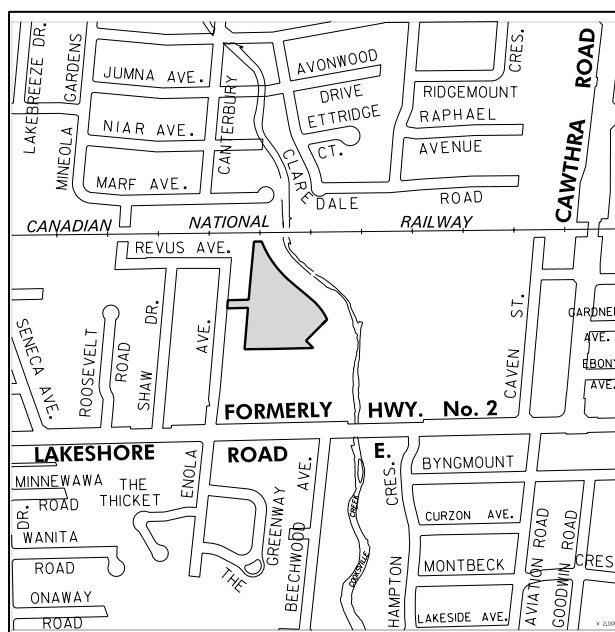 LAKEBREEZE DR.
MINEOLA GARDENS
JUMNA AVE.
NIAR AVE.
MARF AVE.
CANTERBURY
AVONWOOD
DRIVE
ETTRIDGE
CT.
CLARE
DALE ROAD
CRES.
RIDGEMOUNT
RAPHAEL
AVENUE
CAWTHRA ROAD
CANADIAN NATIONAL RAILWAY
REVUS AVE.
SENECA AVE.
ROOSEVELT
ROAD
SHAW DR.
AVE.
CAVEN ST.
GARDNER
AVE.
EBONY
AVE.
FORMERLY HWY. No. 2
LAKESHORE ROAD E.
MINNEWAWA
ROAD
THE
THICKET
DR.
WANITA
ROAD
ONAWAY
ROAD
ENOLA
THE GREENWAY
BEECHWOOD AVE.
COOKSVILLE CREEK
HAMPTON CRES.
BYNGMOUNT
CURZON AVE.
MONTBECK
CRES
LAKESIDE AVE.
AVIATION ROAD
GOODWIN ROAD